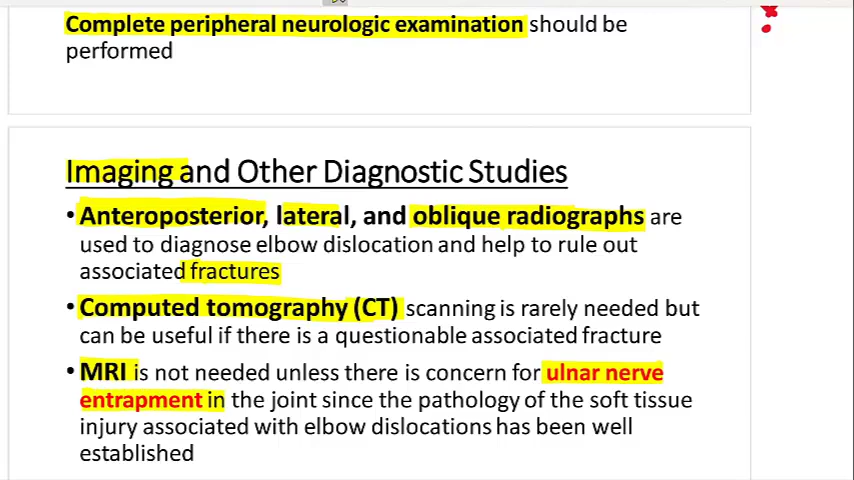 Complete peripheral neurologic examination should be
performed
Imaging and Other Diagnostic Studies
•Anteroposterior, lateral, and oblique radiographs are
used to diagnose elbow dislocation and help to rule out
associated fractures
•Computed tomography (CT) scanning is rarely needed but
can be useful if there is a questionable associated fracture
•MRI is not needed unless there is concern for ulnar nerve
entrapment in the joint since the pathology of the soft tissue
injury associated with elbow dislocations has been well
established